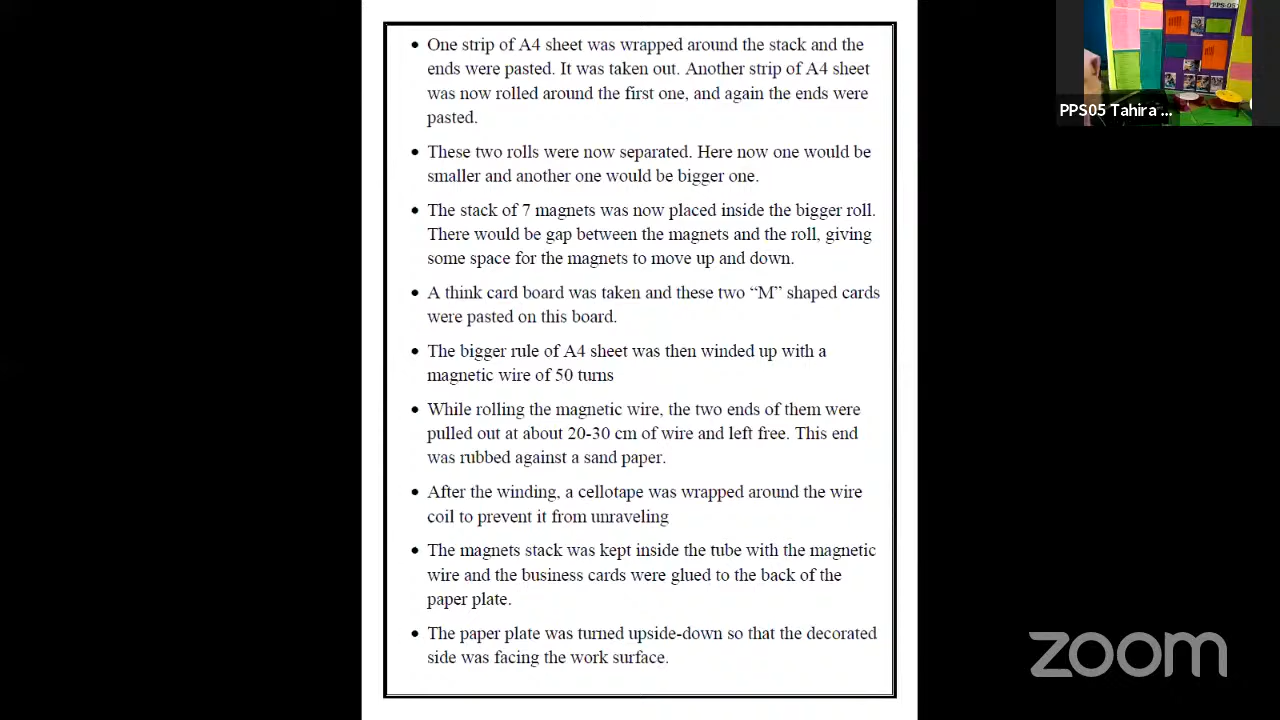 One strip of A4 sheet was wrapped around the stack and the
ends were pasted. It was taken out. Another strip of A4 sheet
was now rolled around the first one, and again the ends were
pasted.
These two rolls were now separated. Here now one would be
smaller and another one would be bigger one.
The stack of 7 magnets was now placed inside the bigger roll.
There would be gap between the magnets and the roll, giving
some space for the magnets to move up and down.
A think card board was taken and these two “M” shaped cards
were pasted on this board.
The bigger rule of A4 sheet was then winded up with a
magnetic wire of 50 turns
While rolling the magnetic wire, the two ends of them were
pulled out at about 20-30 cm of wire and left free. This end
was rubbed against a sand paper.
After the winding, a cellotape was wrapped around the wire
coil to prevent it from unraveling
The magnets stack was kept inside the tube with the magnetic
wire and the business cards were glued to the back of the
paper plate.
The paper plate was turned upside-down so that the decorated
side was facing the work surface.
PPS-05
PPS05 Tahira ...
zoom